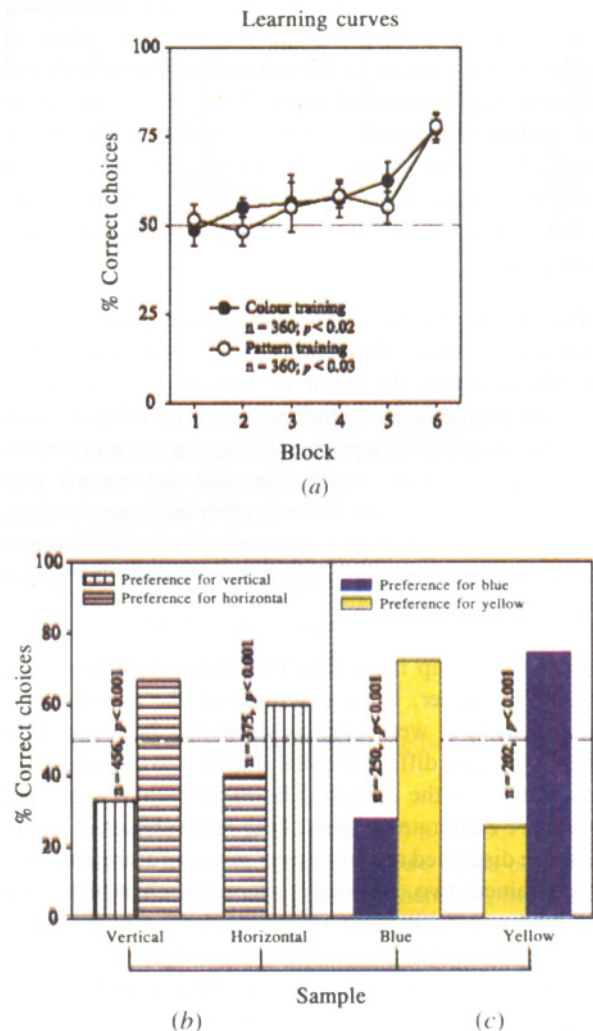 Learning curves
100
75
50
25
0
% Correct choices
Colour training
n = 360; p < 0.02
Pattern training
n = 360; p < 0.03
1 2 3 4 5 6
Block
(a)
Preference for vertical
Preference for horizontal
Preference for blue
Preference for yellow
100
80
60
40
20
0
% Correct choices
n = 456, p < 0.001
n = 375, p < 0.001
n = 250, p < 0.001
n = 202, p < 0.001
Vertical Horizontal Blue Yellow
Sample
(b) (c)